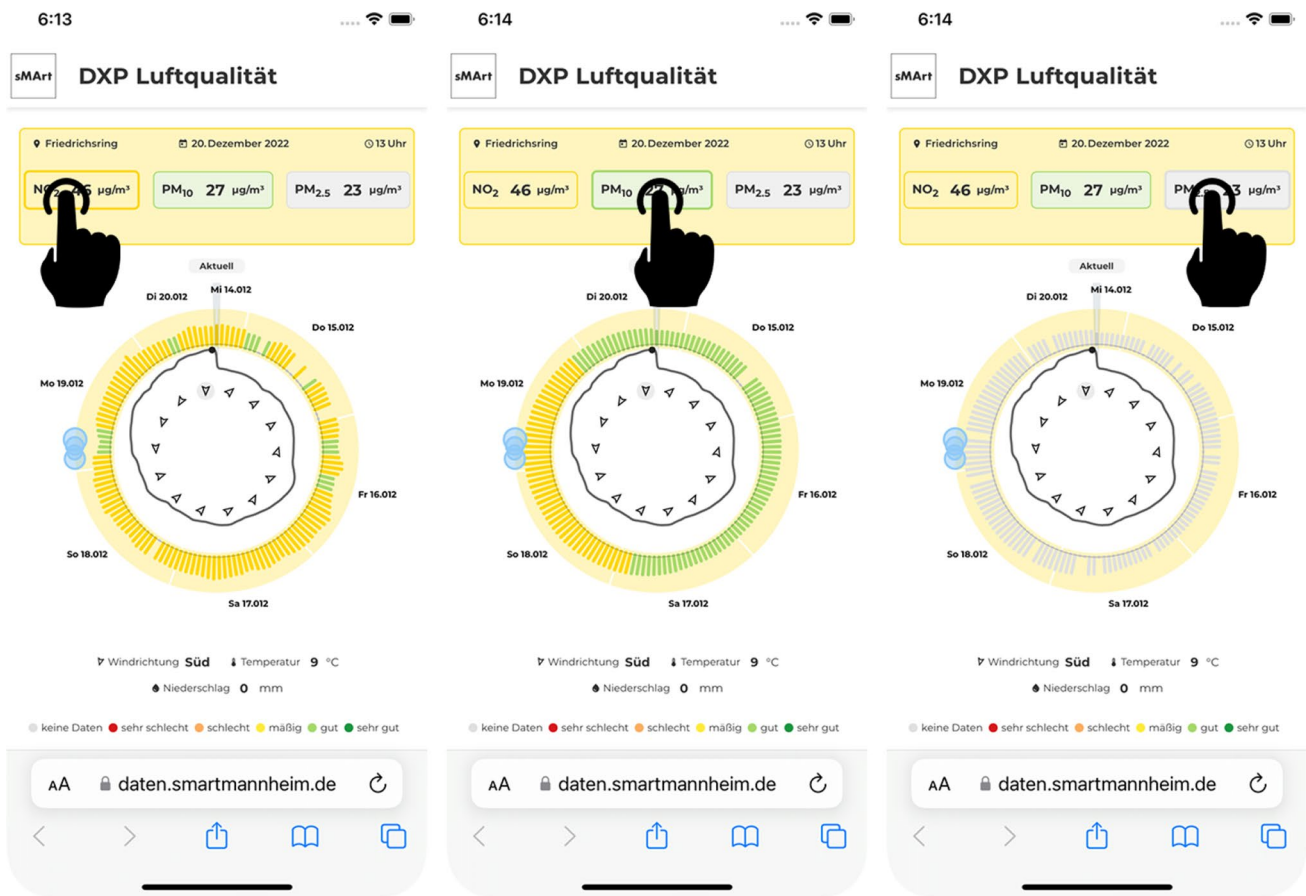 6:13
sMArt DXP Luftqualität
Friedrichsring 20. Dezember 2022 13 Uhr
46 µg/m³ PM10 27 µg/m³ PM2.5 23 µg/m³
Aktuell
Di 20.012 Mi 14.012
Do 15.012
Mo 19.012
Fr 16.012
So 18.012
Sa 17.012
Windrichtung Süd Temperatur 9 °C
Niederschlag 0 mm
keine Daten sehr schlecht schlecht mäßig gut sehr gut
AA daten.smartmannheim.de
6:14
sMArt DXP Luftqualität
Friedrichsring 20. Dezember 2022 13 Uhr
NO2 46 µg/m³ PM10 27 µg/m³ PM2.5 23 µg/m³
Di 20.012
Do 15.012
Mo 19.012
Fr 16.012
So 18.012
Sa 17.012
Windrichtung Süd Temperatur 9 °C
Niederschlag 0 mm
keine Daten sehr schlecht schlecht mäßig gut sehr gut
AA daten.smartmannheim.de
6:14
sMArt DXP Luftqualität
Friedrichsring 20. Dezember 2022 13 Uhr
NO2 46 µg/m³ PM10 27 µg/m³ 23 µg/m³
Aktuell
Di 20.012 Mi 14.012
Do 15.012
Mo 19.012
Fr 16.012
So 18.012
Sa 17.012
Windrichtung Süd Temperatur 9 °C
Niederschlag 0 mm
keine Daten sehr schlecht schlecht mäßig gut sehr gut
AA daten.smartmannheim.de